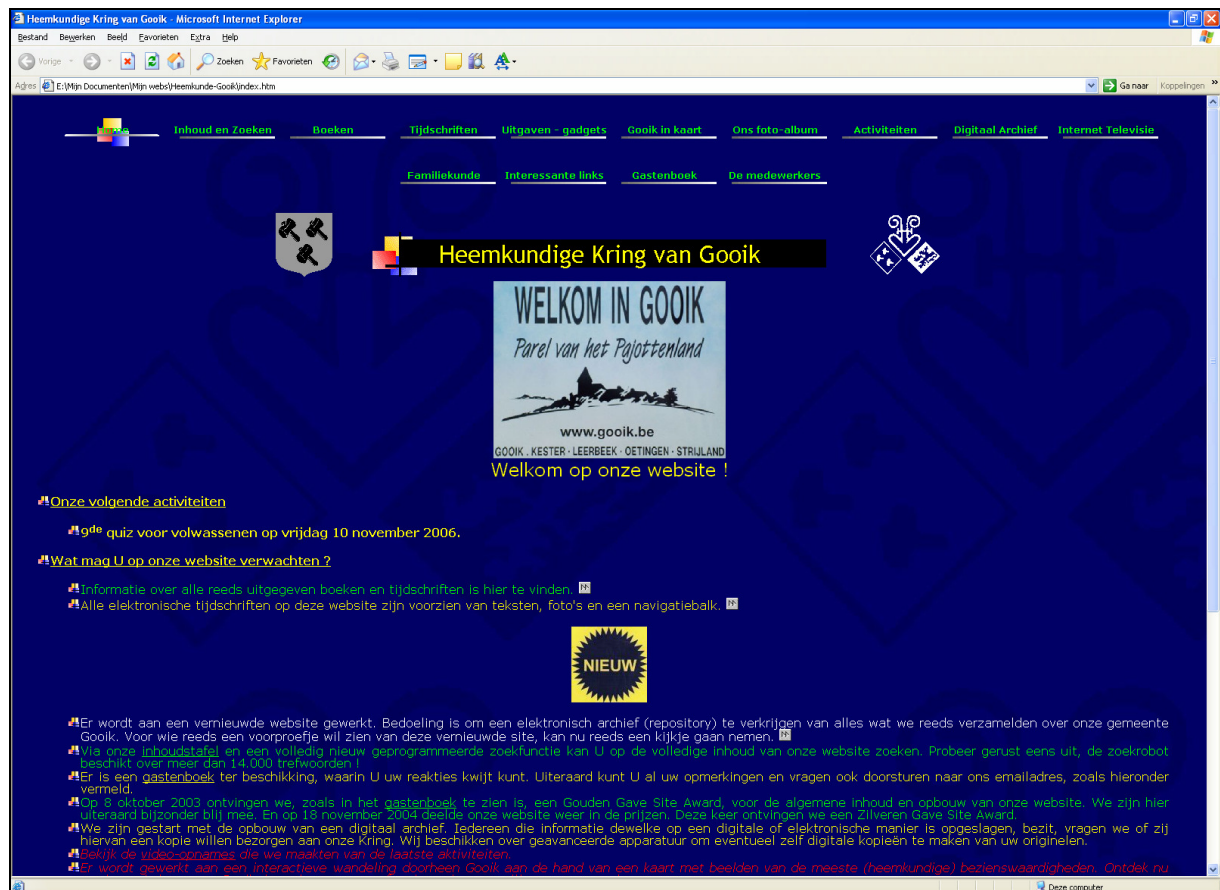 Heemkundige Kring van Gooik - Microsoft Internet Explorer
Bestand Bewerken Beeld Favorieten Extra Help
Vorige Zoeken Favorieten
Adres E:\Mijn Documenten\Mijn webs\Heemkunde-Gooik\index.htm Ga naar Koppelingen »
Home Inhoud en Zoeken Boeken Tijdschriften Uitgaven - gadgets Gooik in kaart Ons foto-album Activiteiten Digitaal Archief Internet Televisie
Familiekunde Interessante links Gastenboek De medewerkers
Heemkundige Kring van Gooik
WELKOM IN GOOIK
Parel van het Pajottenland
www.gooik.be
GOOIK . KESTER - LEERBEEK - OETINGEN - STRIJLAND
Welkom op onze website !
Onze volgende activiteiten
9de quiz voor volwassenen op vrijdag 10 november 2006.
Wat mag U op onze website verwachten ?
Informatie over alle reeds uitgegeven boeken en tijdschriften is hier te vinden.
Alle elektronische tijdschriften op deze website zijn voorzien van teksten, foto's en een navigatiebalk.
NIEUW
Er wordt aan een vernieuwde website gewerkt. Bedoeling is om een elektronisch archief (repository) te verkrijgen van alles wat we reeds verzamelden over onze gemeente
Gooik. Voor wie reeds een voorproefje wil zien van deze vernieuwde site, kan nu reeds een kijkje gaan nemen.
Via onze inhoudstafel en een volledig nieuw geprogrammeerde zoekfunctie kan U op de volledige inhoud van onze website zoeken. Probeer gerust eens uit, de zoekrobot
beschikt over meer dan 14.000 trefwoorden !
Er is een gastenboek ter beschikking, waarin U uw reakties kwijt kunt. Uiteraard kunt U al uw opmerkingen en vragen ook doorsturen naar ons emailadres, zoals hieronder
vermeld.
Op 8 oktober 2003 ontvingen we, zoals in het gastenboek te zien is, een Gouden Gave Site Award, voor de algemene inhoud en opbouw van onze website. We zijn hier
uiteraard bijzonder blij mee. En op 18 november 2004 deelde onze website weer in de prijzen. Deze keer ontvingen we een Zilveren Gave Site Award.
We zijn gestart met de opbouw van een digitaal archief. Iedereen die informatie dewelke op een digitale of elektronische manier is opgeslagen, bezit, vragen we of zij
hiervan een kopie willen bezorgen aan onze Kring. Wij beschikken over geavanceerde apparatuur om eventueel zelf digitale kopieën te maken van uw originelen.
Bekijk de video-opnames die we maakten van de laatste aktiviteiten.
Er wordt gewerkt aan een interactieve wandeling doorheen Gooik aan de hand van een kaart met beelden van de meeste (heemkundige) bezienswaardigheden. Ontdek nu
Deze computer